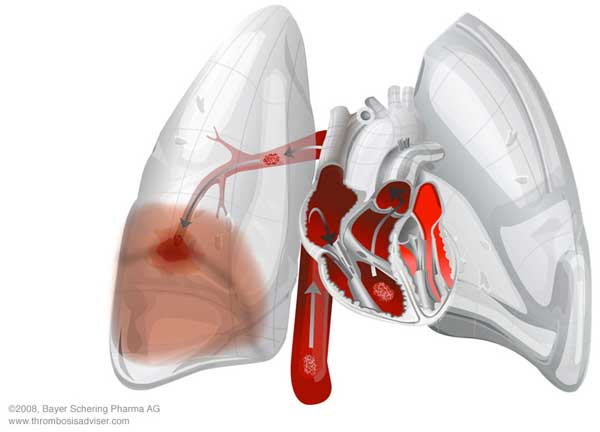 ©2008, Bayer Schering Pharma AG
www.thrombosisadviser.com